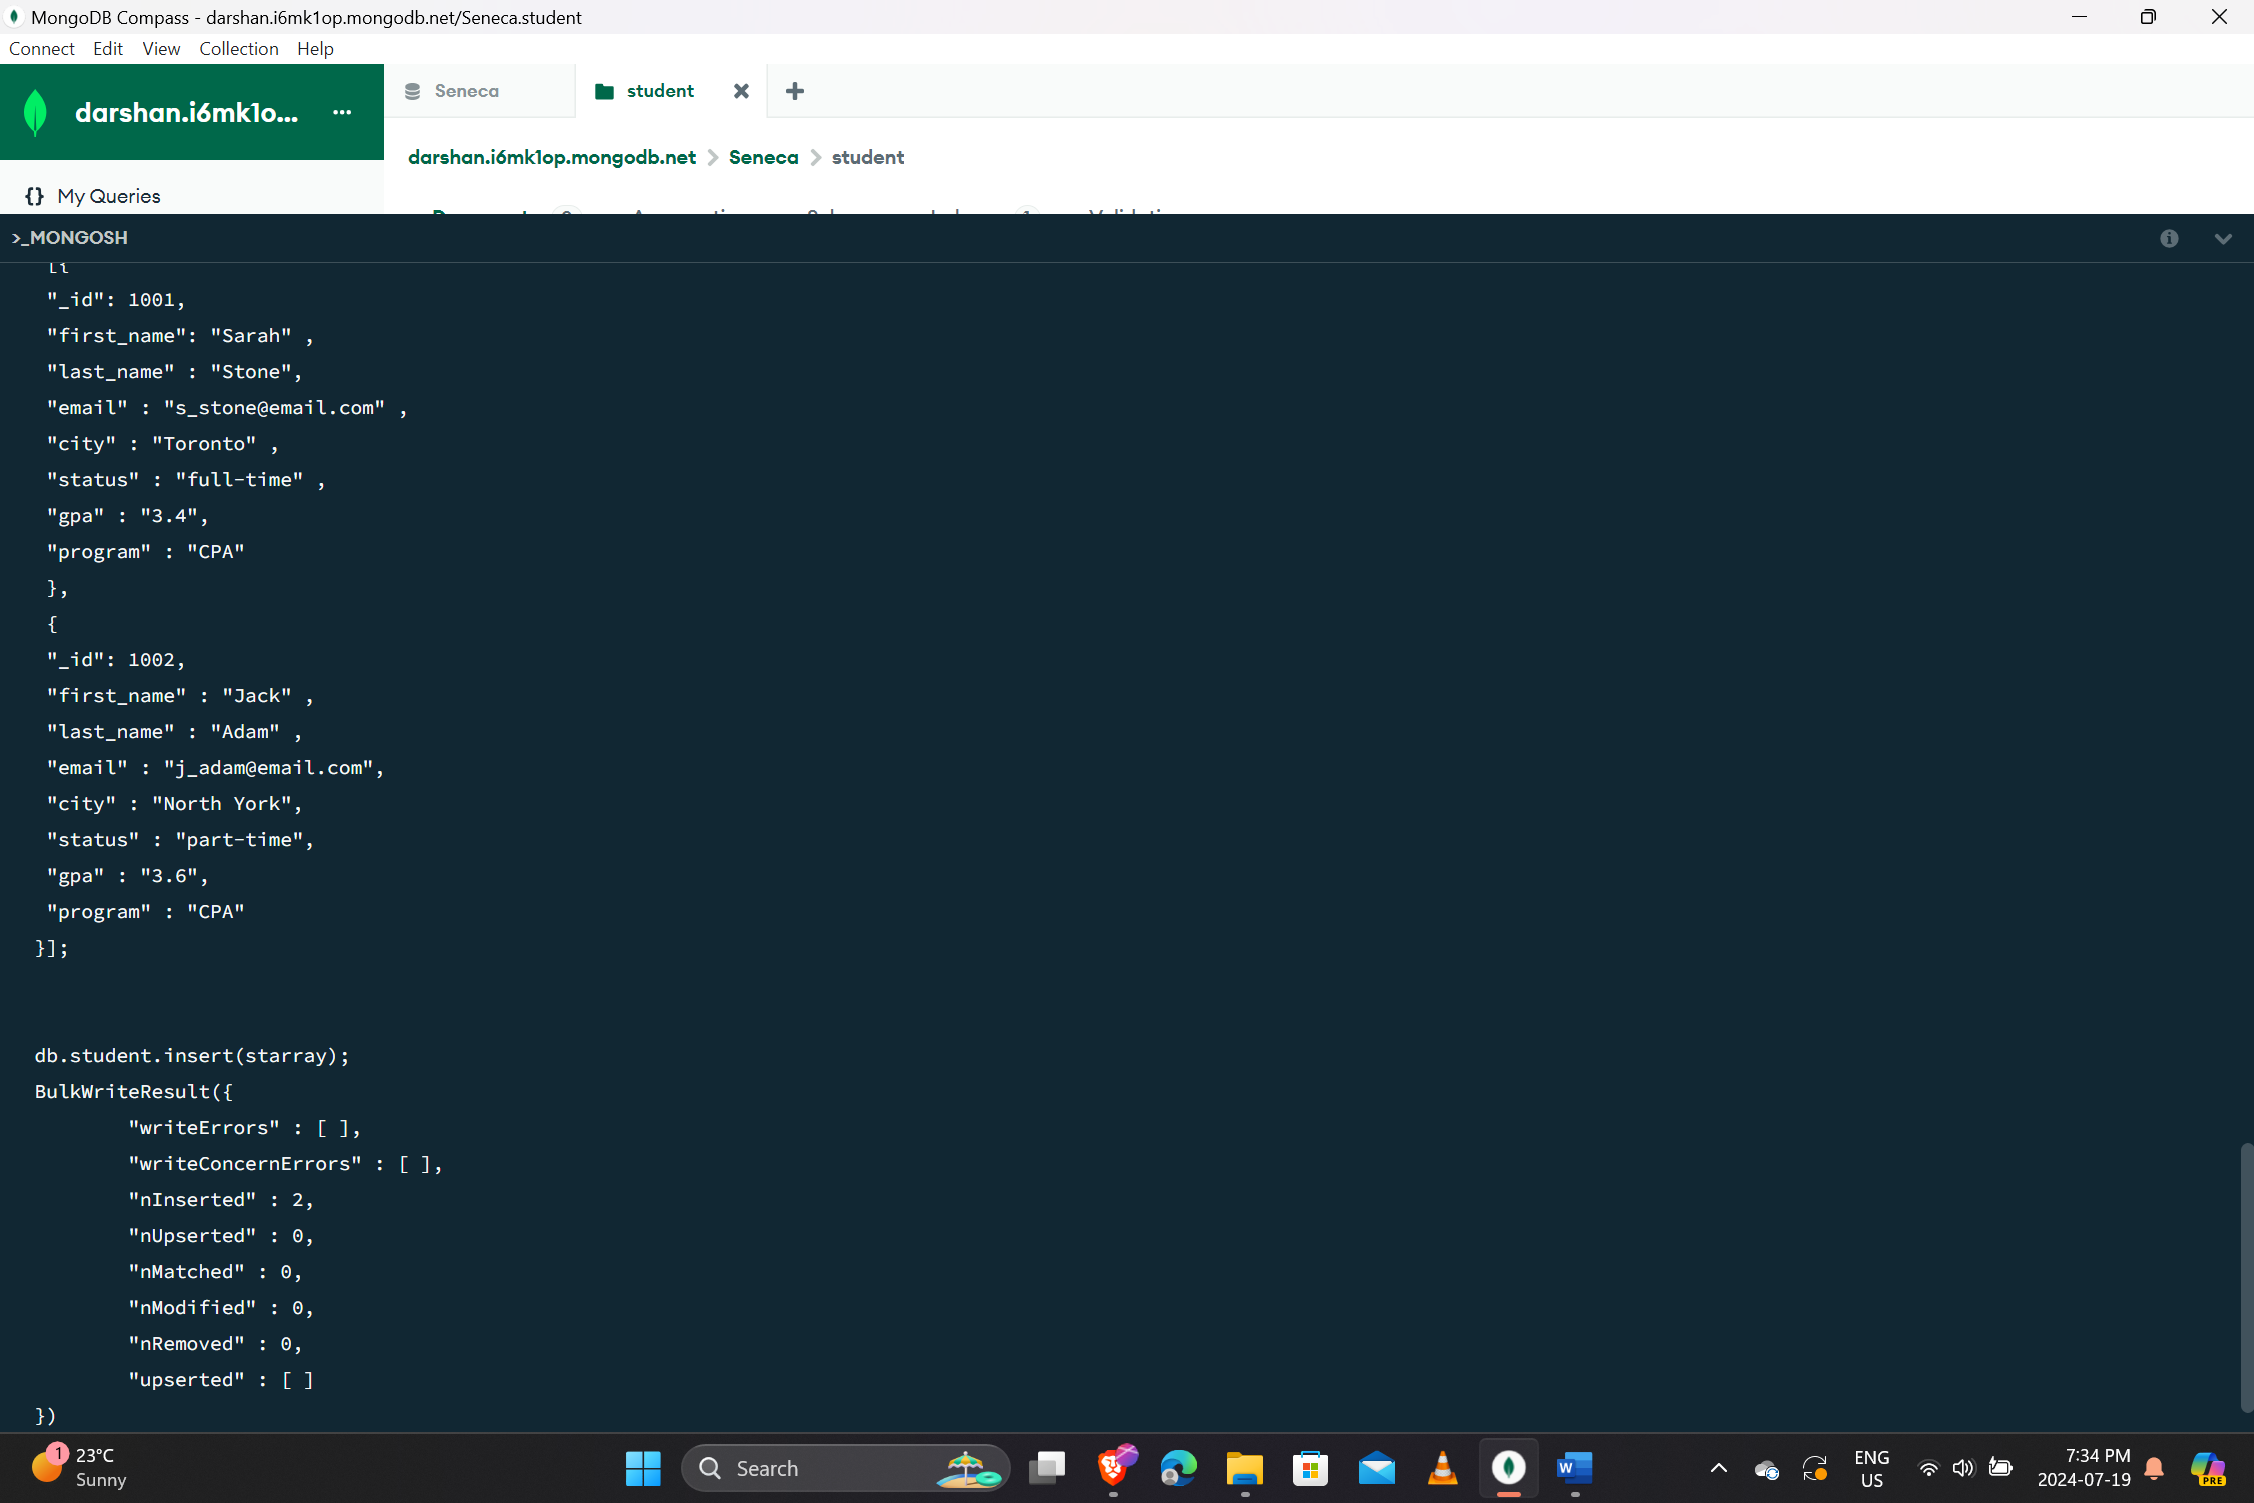 MongoDB Compass - darshan.i6mk1op.mongodb.net/Seneca.student
Connect Edit View Collection Help
darshan.i6mk1o... ...
Seneca
student
darshan.i6mk1op.mongodb.net > Seneca > student
{} My Queries
>_MONGOSH
"_id": 1001,
"first_name": "Sarah" ,
"last_name" : "Stone",
"email" : "s_stone@email.com" ,
"city" : "Toronto" ,
"status" : "full-time" ,
"gpa" : "3.4",
"program" : "CPA"
},
{
"_id": 1002,
"first_name" : "Jack" ,
"last_name" : "Adam" ,
"email" : "j_adam@email.com",
"city" : "North York",
"status" : "part-time",
"gpa" : "3.6",
"program" : "CPA"
}];
db.student.insert(starray);
BulkWriteResult({
"writeErrors" : [ ],
"writeConcernErrors" : [ ],
"nInserted" : 2,
"nUpserted" : 0,
"nMatched" : 0,
"nModified" : 0,
"nRemoved" : 0,
"upserted" : [ ]
})
1
23°C
Sunny
Search
W
ENG
US
7:34 PM
2024-07-19
PRE